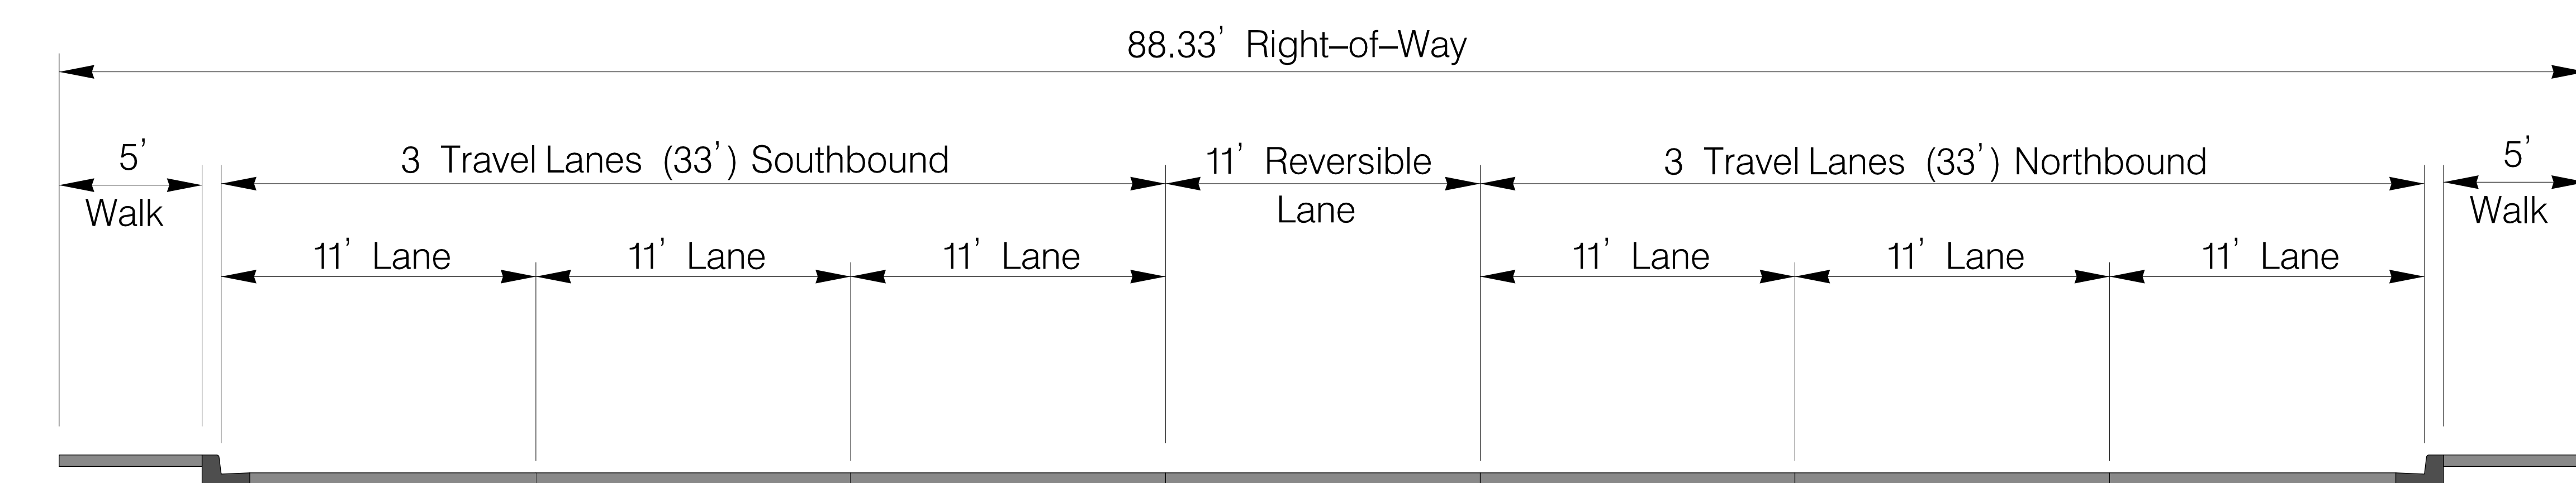 88.33’ Right–of–Way
5’ 3 Travel Lanes (33’) Southbound 11’ Reversible 3 Travel Lanes (33’) Northbound 5’
Walk Lane Walk
11’ Lane 11’ Lane 11’ Lane 11’ Lane 11’ Lane 11’ Lane